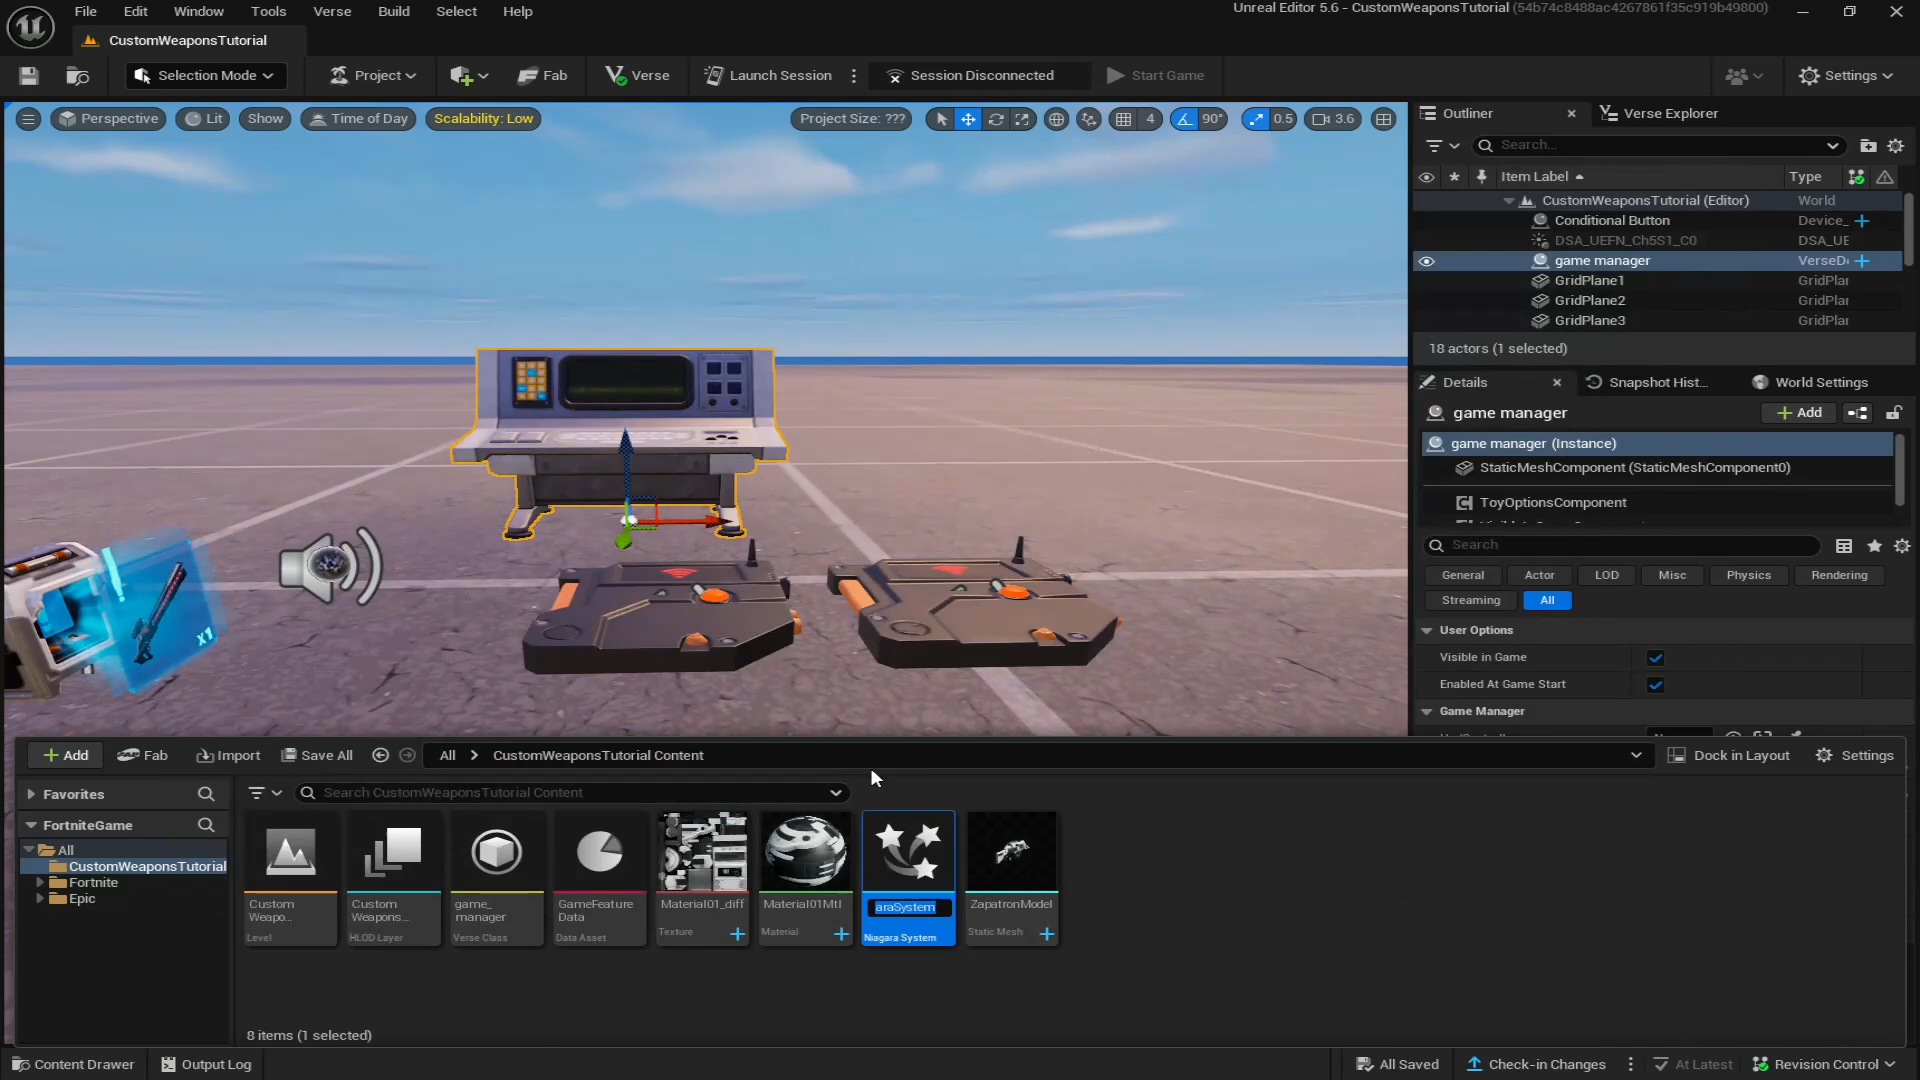 File Edit Window Tools Verse Build Select Help
Unreal Editor 5.6 - CustomWeaponsTutorial (54b74c8488ac4267861f35c919b49800)
CustomWeaponsTutorial
Selection Mode Project Fab Verse Launch Session Session Disconnected Start Game Settings
Perspective Lit Show Time of Day Scalability: Low Project Size: ??? 4 90° 0.5 3.6
Outliner Verse Explorer
Search...
Item Label Type
CustomWeaponsTutorial (Editor) World
Conditional Button Device_
DSA_UEFN_Ch5S1_C0 DSA_UE
game manager VerseD
GridPlane1 GridPlar
GridPlane2 GridPlar
GridPlane3 GridPlar
18 actors (1 selected)
Details Snapshot Hist... World Settings
game manager Add
game manager (Instance)
StaticMeshComponent (StaticMeshComponent0)
ToyOptionsComponent
Search
General Actor LOD Misc Physics Rendering
Streaming All
User Options
Visible in Game
Enabled At Game Start
Game Manager
x1
Add Fab Import Save All All CustomWeaponsTutorial Content Dock in Layout Settings
Favorites
Search CustomWeaponsTutorial Content
FortniteGame
All
CustomWeaponsTutorial
Fortnite
Epic
Custom Weapo... Level
Custom Weapons... HLOD Layer
game_ manager Verse Class
GameFeature Data Data Asset
Material01_diff Texture
Material01Mtl Material
araSystem Niagara System
ZapatronModel Static Mesh
8 items (1 selected)
Content Drawer Output Log All Saved Check-in Changes At Latest Revision Control